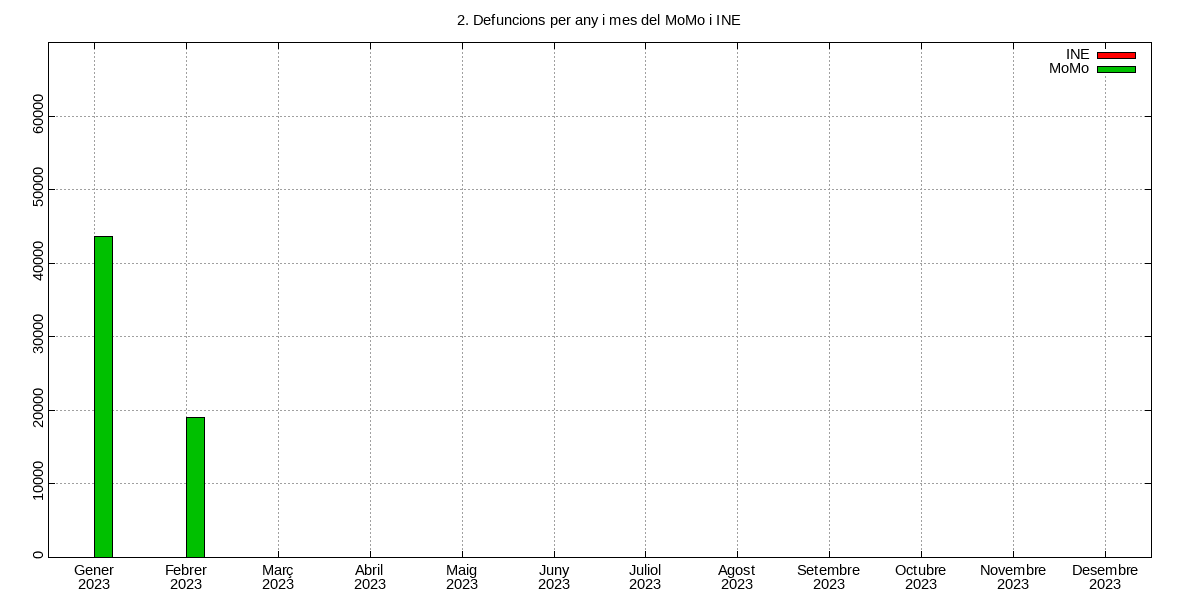 2. Defuncions per any i mes del MoMo i INE
INE
MoMo
60000
50000
40000
30000
20000
10000
0
Gener Febrer Març Abril Maig Juny Juliol Agost Setembre Octubre Novembre Desembre
2023 2023 2023 2023 2023 2023 2023 2023 2023 2023 2023 2023